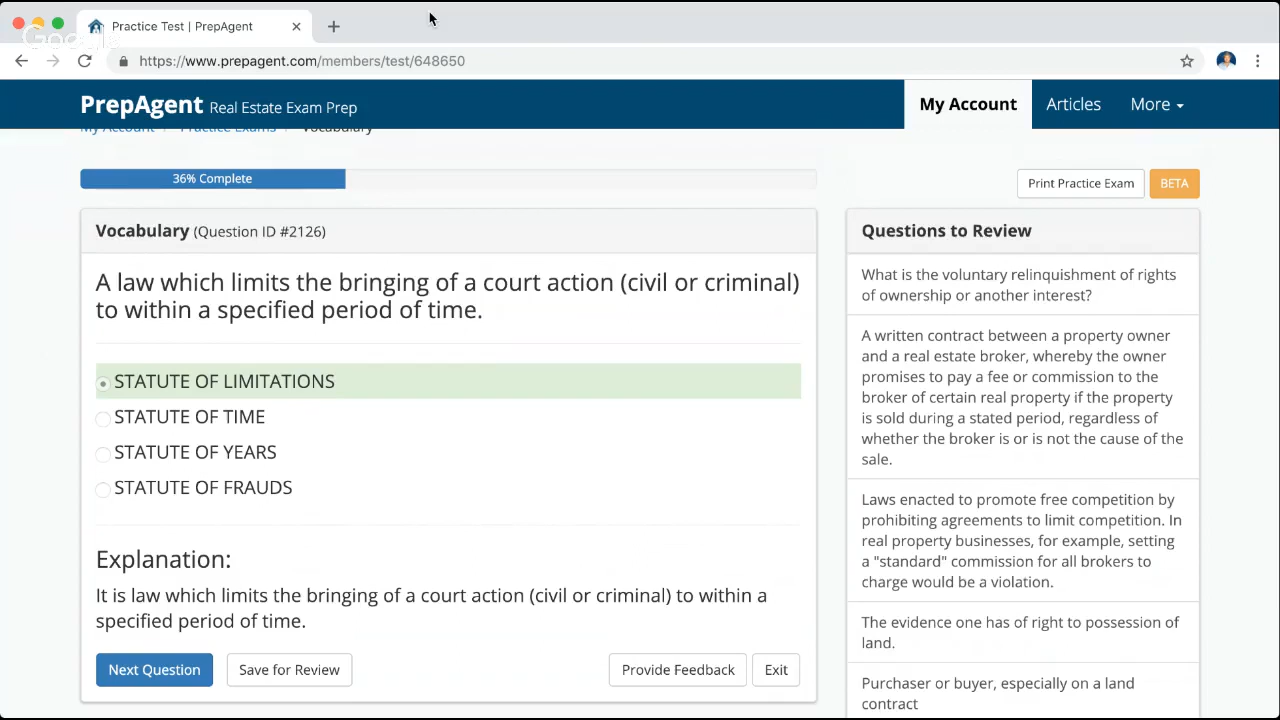 Practice Test | PrepAgent
https://www.prepagent.com/members/test/648650
PrepAgent Real Estate Exam Prep
My Account
Articles
More
My Account / Practice Exams / Vocabulary
36% Complete
Print Practice Exam
BETA
Vocabulary (Question ID #2126)
A law which limits the bringing of a court action (civil or criminal)
to within a specified period of time.
STATUTE OF LIMITATIONS
STATUTE OF TIME
STATUTE OF YEARS
STATUTE OF FRAUDS
Explanation:
It is law which limits the bringing of a court action (civil or criminal) to within a
specified period of time.
Next Question
Save for Review
Provide Feedback
Exit
Questions to Review
What is the voluntary relinquishment of rights
of ownership or another interest?
A written contract between a property owner
and a real estate broker, whereby the owner
promises to pay a fee or commission to the
broker of certain real property if the property
is sold during a stated period, regardless of
whether the broker is or is not the cause of the
sale.
Laws enacted to promote free competition by
prohibiting agreements to limit competition. In
real property businesses, for example, setting
a "standard" commission for all brokers to
charge would be a violation.
The evidence one has of right to possession of
land.
Purchaser or buyer, especially on a land
contract